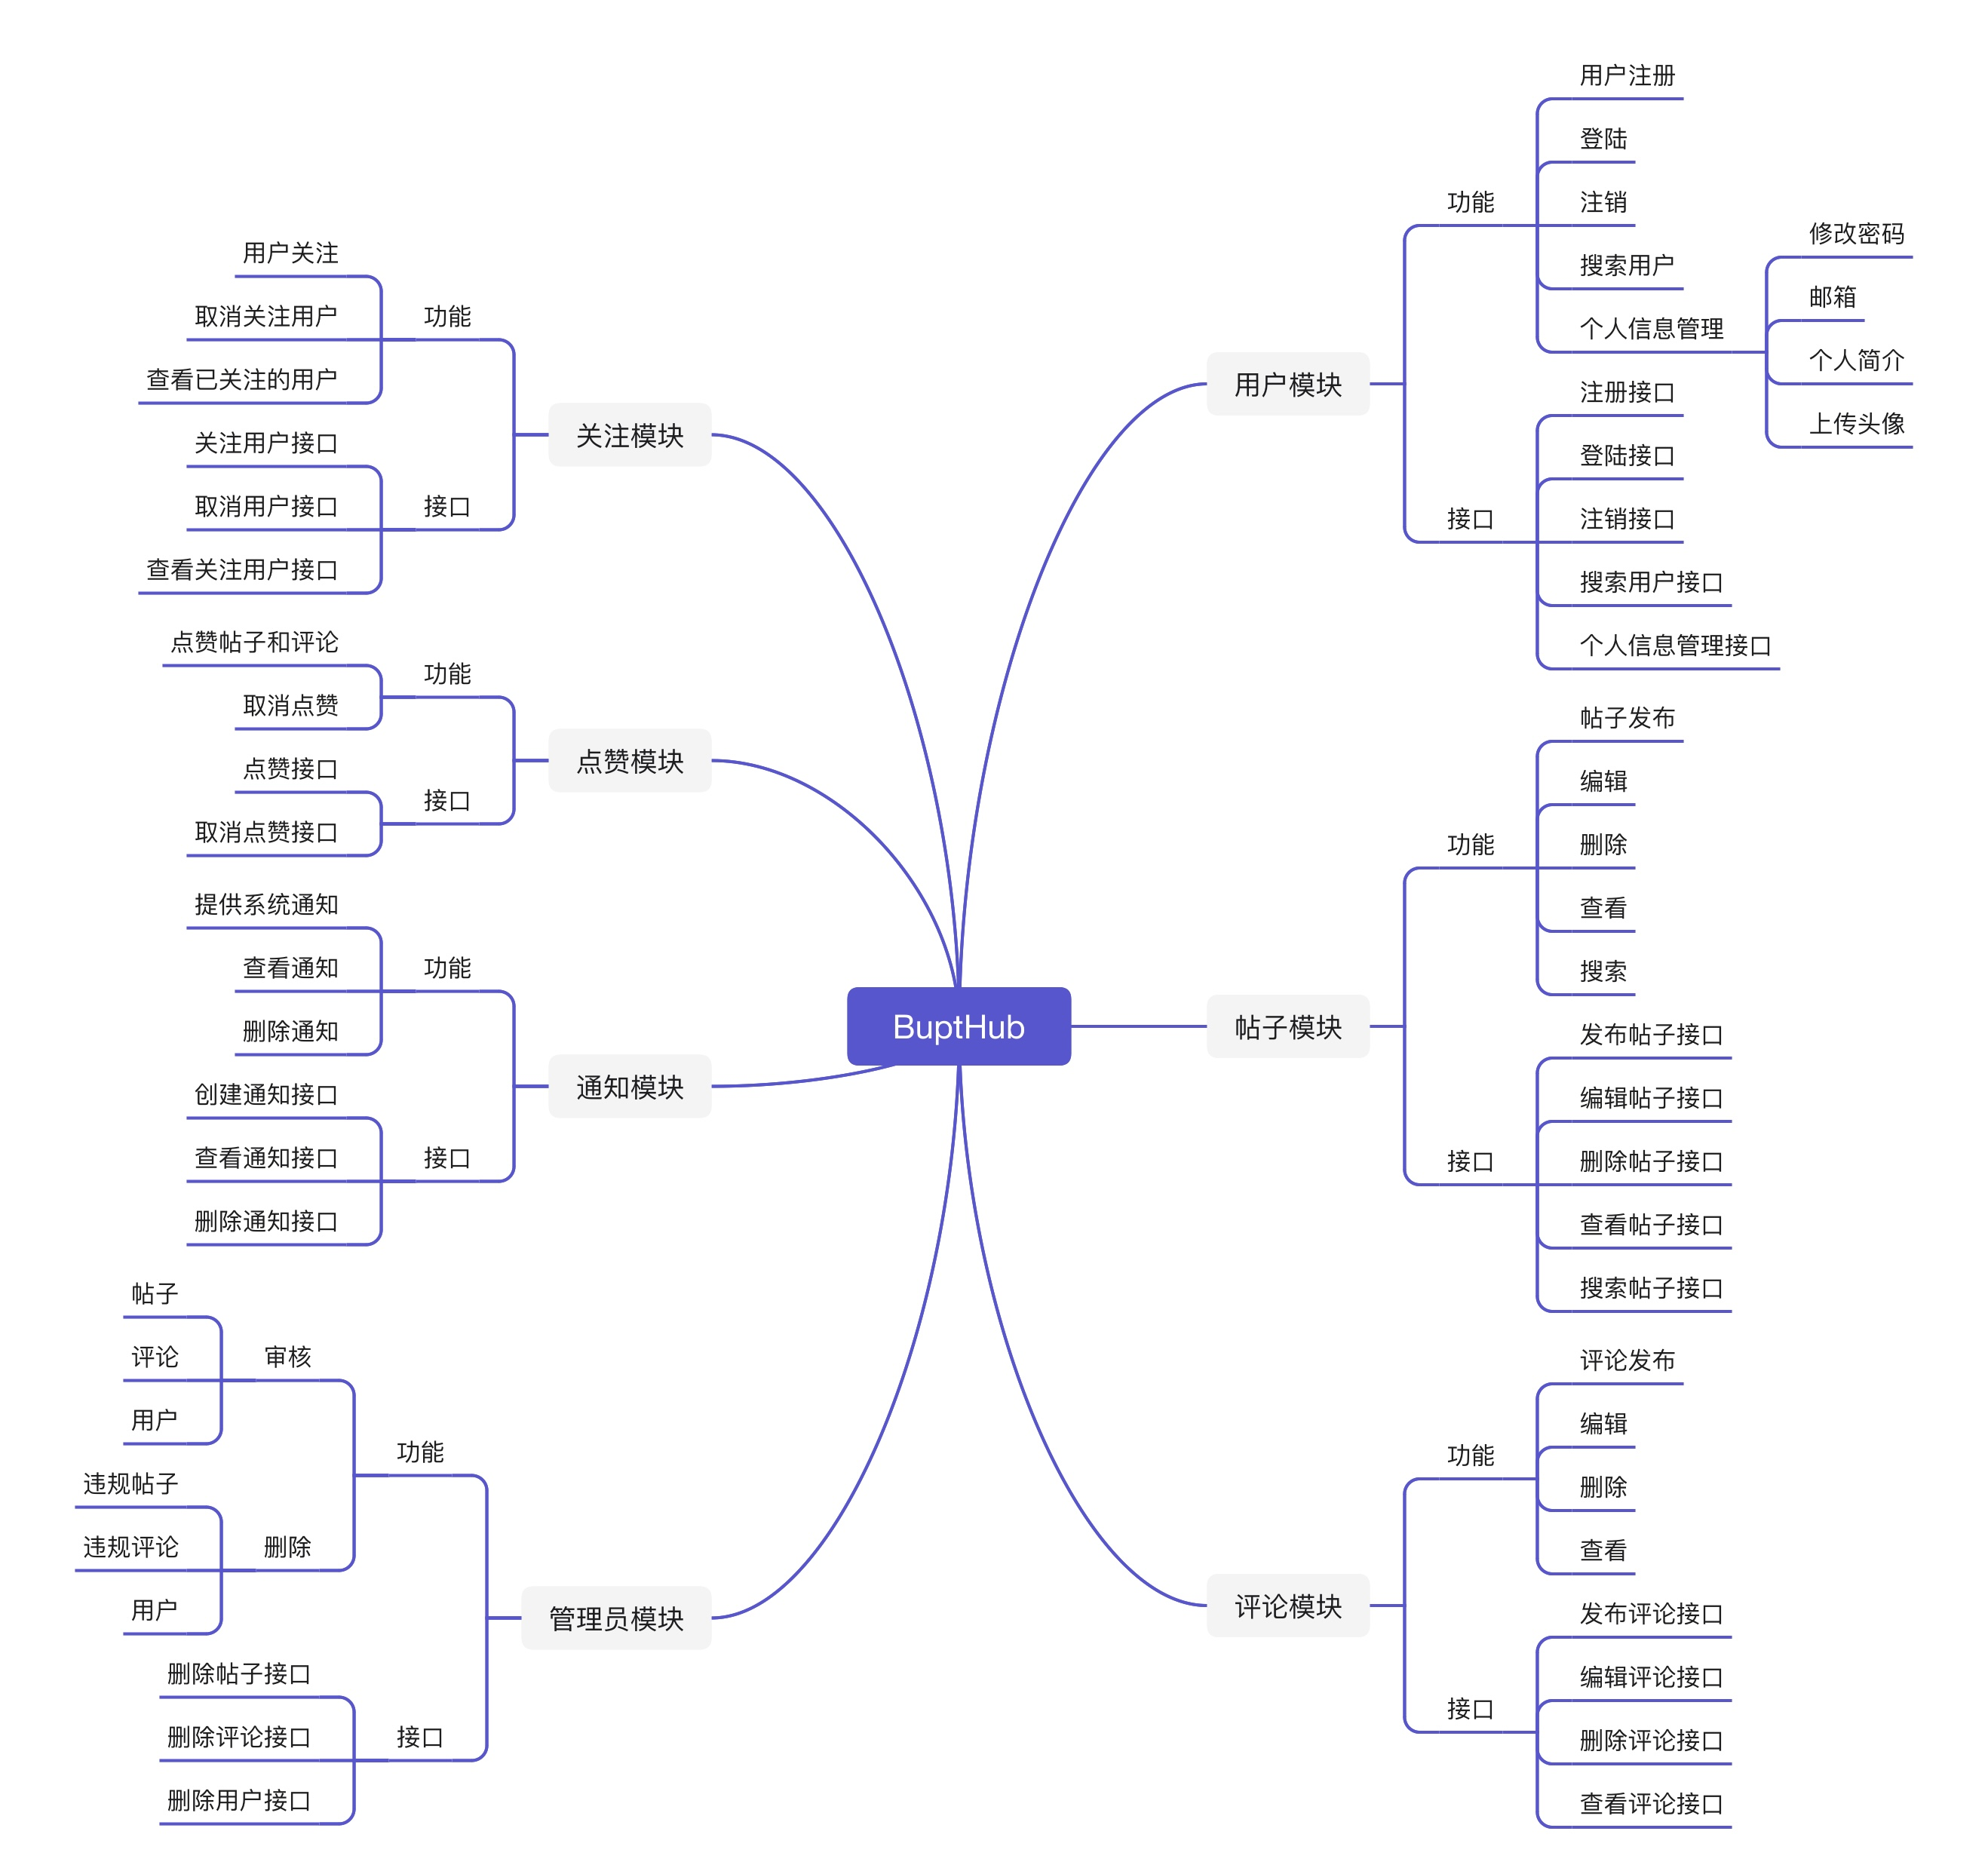 BuptHub
用户模块
功能
用户注册
登陆
注销
搜索用户
个人信息管理
修改密码
邮箱
个人简介
上传头像
接口
注册接口
登陆接口
注销接口
搜索用户接口
个人信息管理接口
帖子模块
功能
帖子发布
编辑
删除
查看
搜索
接口
发布帖子接口
编辑帖子接口
删除帖子接口
查看帖子接口
搜索帖子接口
评论模块
功能
评论发布
编辑
删除
查看
接口
发布评论接口
编辑评论接口
删除评论接口
查看评论接口
关注模块
功能
用户关注
取消关注用户
查看已关注的用户
接口
关注用户接口
取消用户接口
查看关注用户接口
点赞模块
功能
点赞帖子和评论
取消点赞
接口
点赞接口
取消点赞接口
通知模块
功能
提供系统通知
查看通知
删除通知
接口
创建通知接口
查看通知接口
删除通知接口
管理员模块
功能
审核
帖子
评论
用户
删除
违规帖子
违规评论
用户
接口
删除帖子接口
删除评论接口
删除用户接口